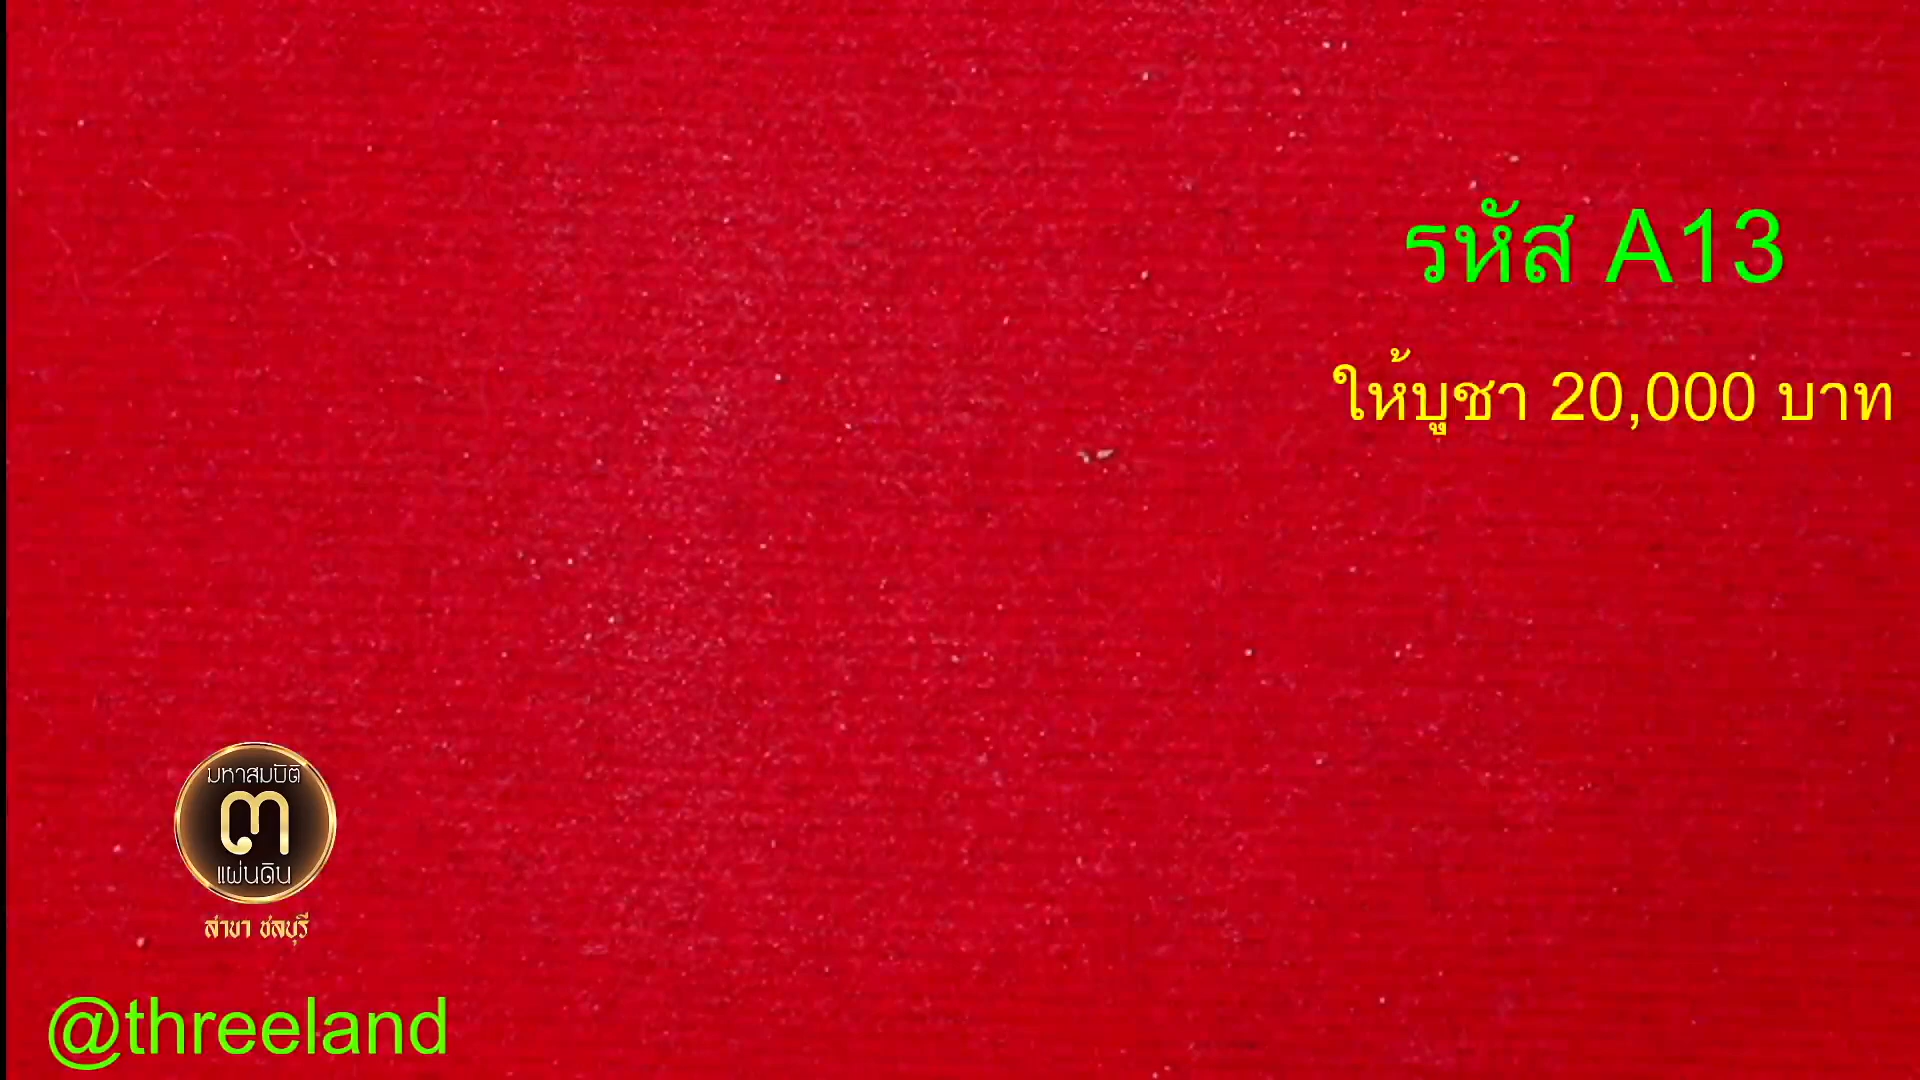 รหัส A13
ให้บูชา 20,000 บาท
มหาสมบัติ
๓
แผ่นดิน
สาขา ชลบุรี
@threeland